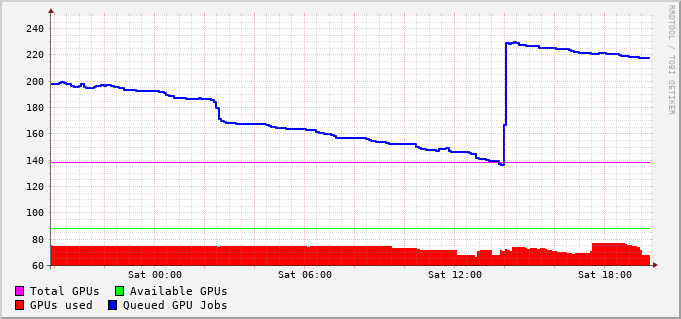 RRDTOOL / TOBI OETIKER
240
220
200
180
160
140
120
100
80
60
Sat 00:00 Sat 06:00 Sat 12:00 Sat 18:00
Total GPUs Available GPUs
GPUs used Queued GPU Jobs